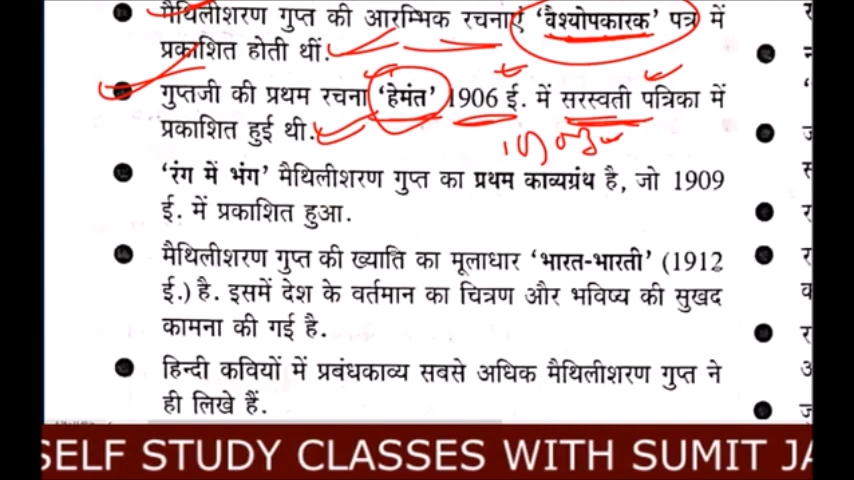 मैथिलीशरण गुप्त की आरम्भिक रचनाएं ‘वैश्योपकारक’ पत्र में
प्रकाशित होती थीं.
गुप्तजी की प्रथम रचना ‘हेमंत’ 1906 ई. में सरस्वती पत्रिका में
प्रकाशित हुई थी.
‘रंग में भंग’ मैथिलीशरण गुप्त का प्रथम काव्यग्रंथ है, जो 1909
ई. में प्रकाशित हुआ.
मैथिलीशरण गुप्त की ख्याति का मूलाधार ‘भारत-भारती’ (1912
ई.) है. इसमें देश के वर्तमान का चित्रण और भविष्य की सुखद
कामना की गई है.
हिन्दी कवियों में प्रबंधकाव्य सबसे अधिक मैथिलीशरण गुप्त ने
ही लिखे हैं.
SELF STUDY CLASSES WITH SUMIT JA